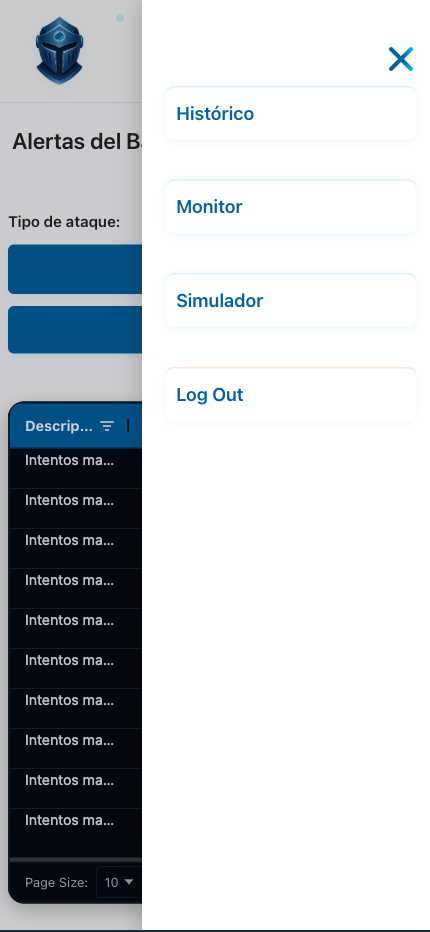 Histórico
Monitor
Simulador
Log Out
Alertas del
Tipo de ataque:
Descrip...
Intentos ma...
Intentos ma...
Intentos ma...
Intentos ma...
Intentos ma...
Intentos ma...
Intentos ma...
Intentos ma...
Intentos ma...
Intentos ma...
Page Size: 10